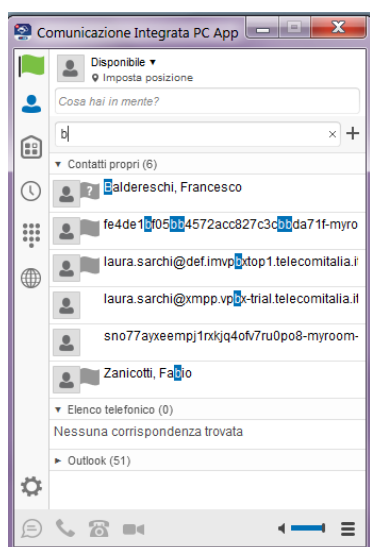 Comunicazione Integrata PC App
Disponibile ▾
Imposta posizione
Cosa hai in mente?
b
▾ Contatti propri (6)
Baldereschi, Francesco
fe4de1bf05bb4572acc827c3cbbda71f-myro
laura.sarchi@def.imvpbxtop1.telecomitalia.it
laura.sarchi@xmpp.vpbx-trial.telecomitalia.it
sno77ayxeempj1rxkjq4ofv7ru0po8-myroom-
Zanicotti, Fabio
▾ Elenco telefonico (0)
Nessuna corrispondenza trovata
► Outlook (51)